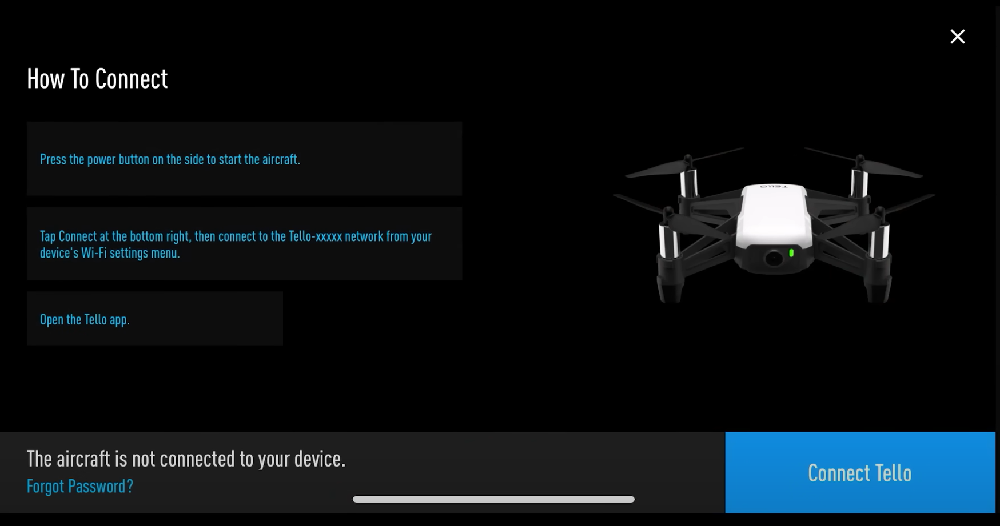 How To Connect
Press the power button on the side to start the aircraft.
Tap Connect at the bottom right, then connect to the Tello-xxxxx network from your
device's Wi-Fi settings menu.
Open the Tello app.
TELLO
The aircraft is not connected to your device.
Forgot Password?
Connect Tello